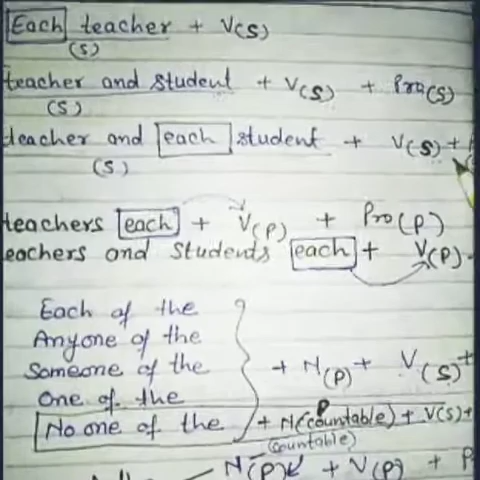 Each teacher + V(S)
(S)
teacher and student + V(S) + Pro(S)
(S)
teacher and each student + V(S) +
(S)
teachers each + V(P) + Pro(P)
eachers and Students each + V(P)
Each of the
Anyone of the
Someone of the + N(P) + V(S) +
One of the
No one of the + N(countable) + V(S) +
P
(countable)
N(P) + V(P) + P